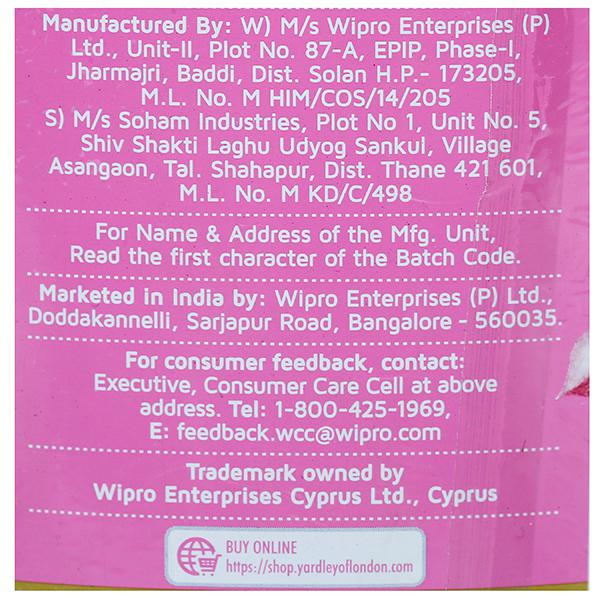 Manufactured By: W) M/s Wipro Enterprises (P)
Ltd., Unit-II, Plot No. 87-A, EPIP, Phase-I,
Jharmajri, Baddi, Dist. Solan H.P.- 173205,
M.L. No. M HIM/COS/14/205
S) M/s Soham Industries, Plot No 1, Unit No. 5,
Shiv Shakti Laghu Udyog Sankul, Village
Asangaon, Tal. Shahapur, Dist. Thane 421 601,
M.L. No. M KD/C/498
For Name & Address of the Mfg. Unit,
Read the first character of the Batch Code.
Marketed in India by: Wipro Enterprises (P) Ltd.,
Doddakannelli, Sarjapur Road, Bangalore - 560035.
For consumer feedback, contact:
Executive, Consumer Care Cell at above
address. Tel: 1-800-425-1969,
E: feedback.wcc@wipro.com
Trademark owned by
Wipro Enterprises Cyprus Ltd., Cyprus
BUY ONLINE
https://shop.yardleyoflondon.com